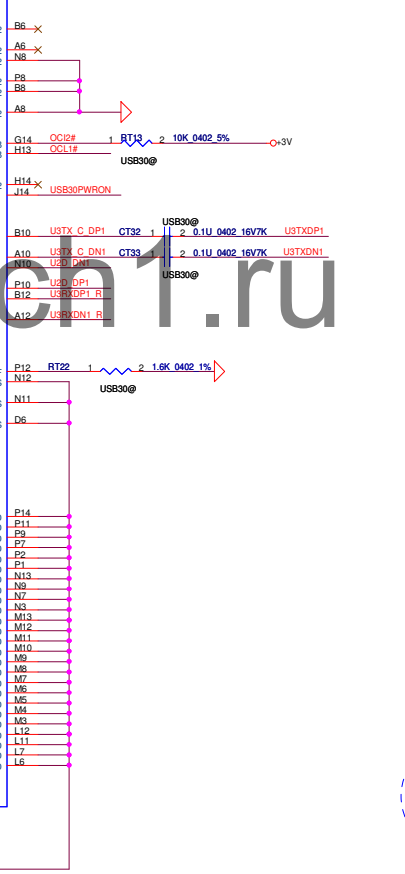 B6
A6
N8
P8
B8
A8
G14 OCI2# 1 RT13 2 10K_0402_5% +3V
H13 OCL1#
USB30@
H14
J14 USB30PWRON
USB30@
B10 U3TX_C_DP1 CT32 1 2 0.1U_0402_16V7K U3TXDP1
A10 U3TX_C_DN1 CT33 1 2 0.1U_0402_16V7K U3TXDN1
N10 U2D_DN1
USB30@
P10 U2D_DP1
B12 U3RXDP1_R
A12 U3RXDN1_R
ch1.ru
P12 RT22 1 2 1.6K_0402_1%
N12
USB30@
N11
D6
P14
P11
P9
P7
P2
P1
N13
N9
N7
N3
M13
M12
M11
M10
M9
M8
M7
M6
M5
M4
M3
L12
L11
L7
L6